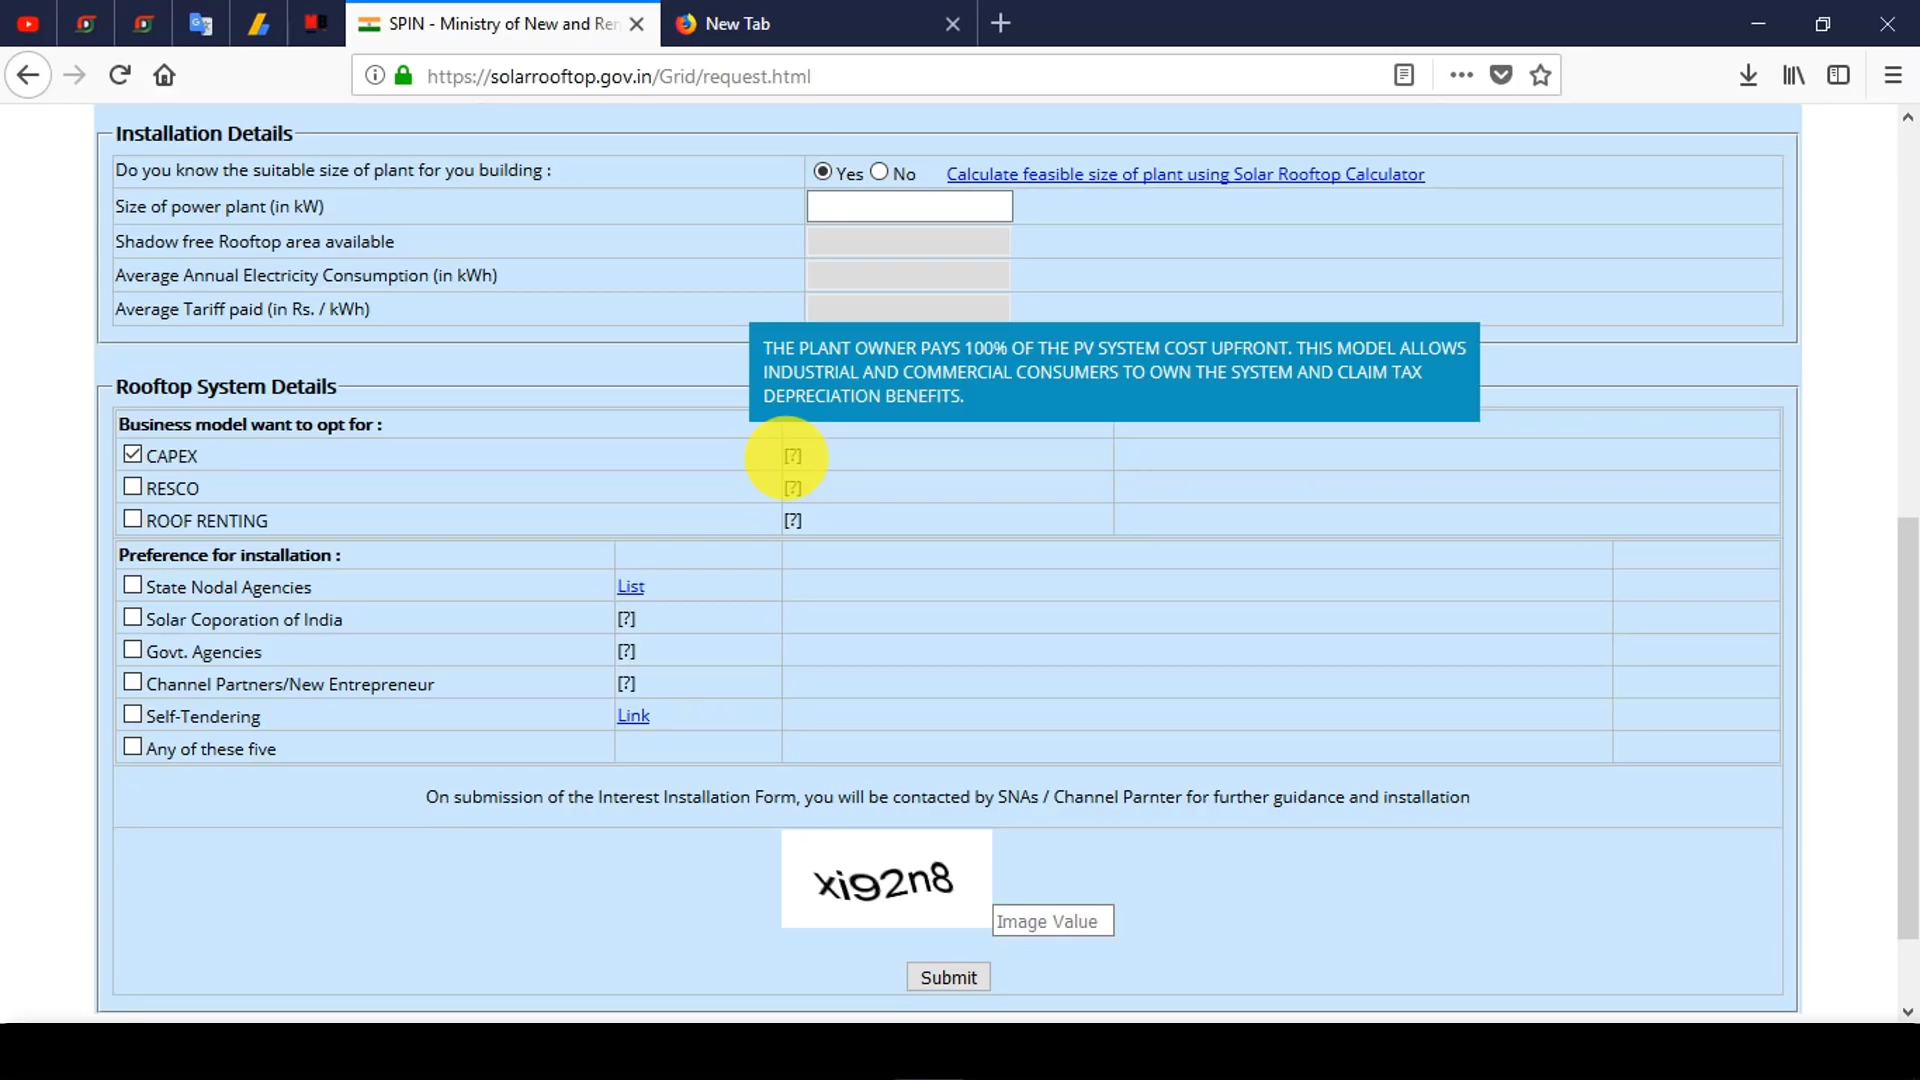 SPIN - Ministry of New and Ren
New Tab
https://solarrooftop.gov.in/Grid/request.html
Installation Details
Do you know the suitable size of plant for you building :
Yes No Calculate feasible size of plant using Solar Rooftop Calculator
Size of power plant (in kW)
Shadow free Rooftop area available
Average Annual Electricity Consumption (in kWh)
Average Tariff paid (in Rs. / kWh)
THE PLANT OWNER PAYS 100% OF THE PV SYSTEM COST UPFRONT. THIS MODEL ALLOWS
INDUSTRIAL AND COMMERCIAL CONSUMERS TO OWN THE SYSTEM AND CLAIM TAX
DEPRECIATION BENEFITS.
Rooftop System Details
Business model want to opt for :
CAPEX [?]
RESCO [?]
ROOF RENTING [?]
Preference for installation :
State Nodal Agencies List
Solar Coporation of India [?]
Govt. Agencies [?]
Channel Partners/New Entrepreneur [?]
Self-Tendering Link
Any of these five
On submission of the Interest Installation Form, you will be contacted by SNAs / Channel Parnter for further guidance and installation
xi92n8
Image Value
Submit